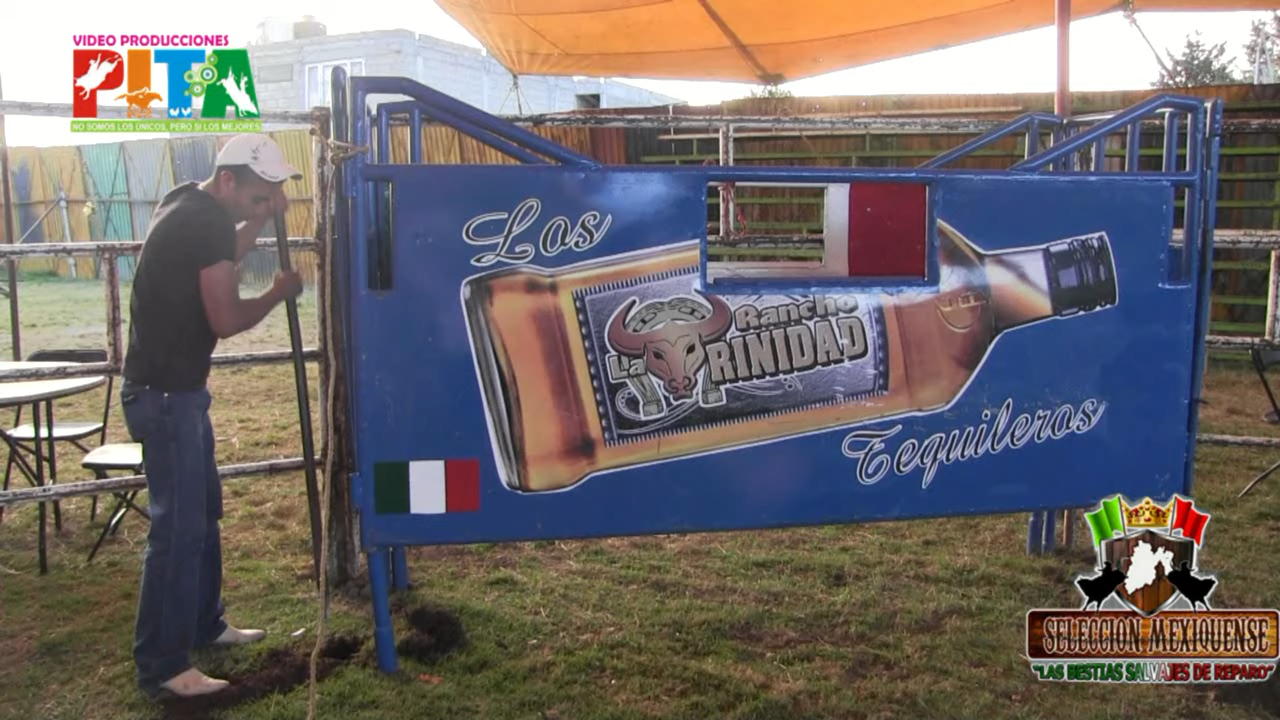 VIDEO PRODUCCIONES
PITA
NO SOMOS LOS UNICOS, PERO SI LOS MEJORES
Los
Rancho
La TRINIDAD
Tequileros
SELECCION MEXIQUENSE
"LAS BESTIAS SALVAJES DE REPARO"